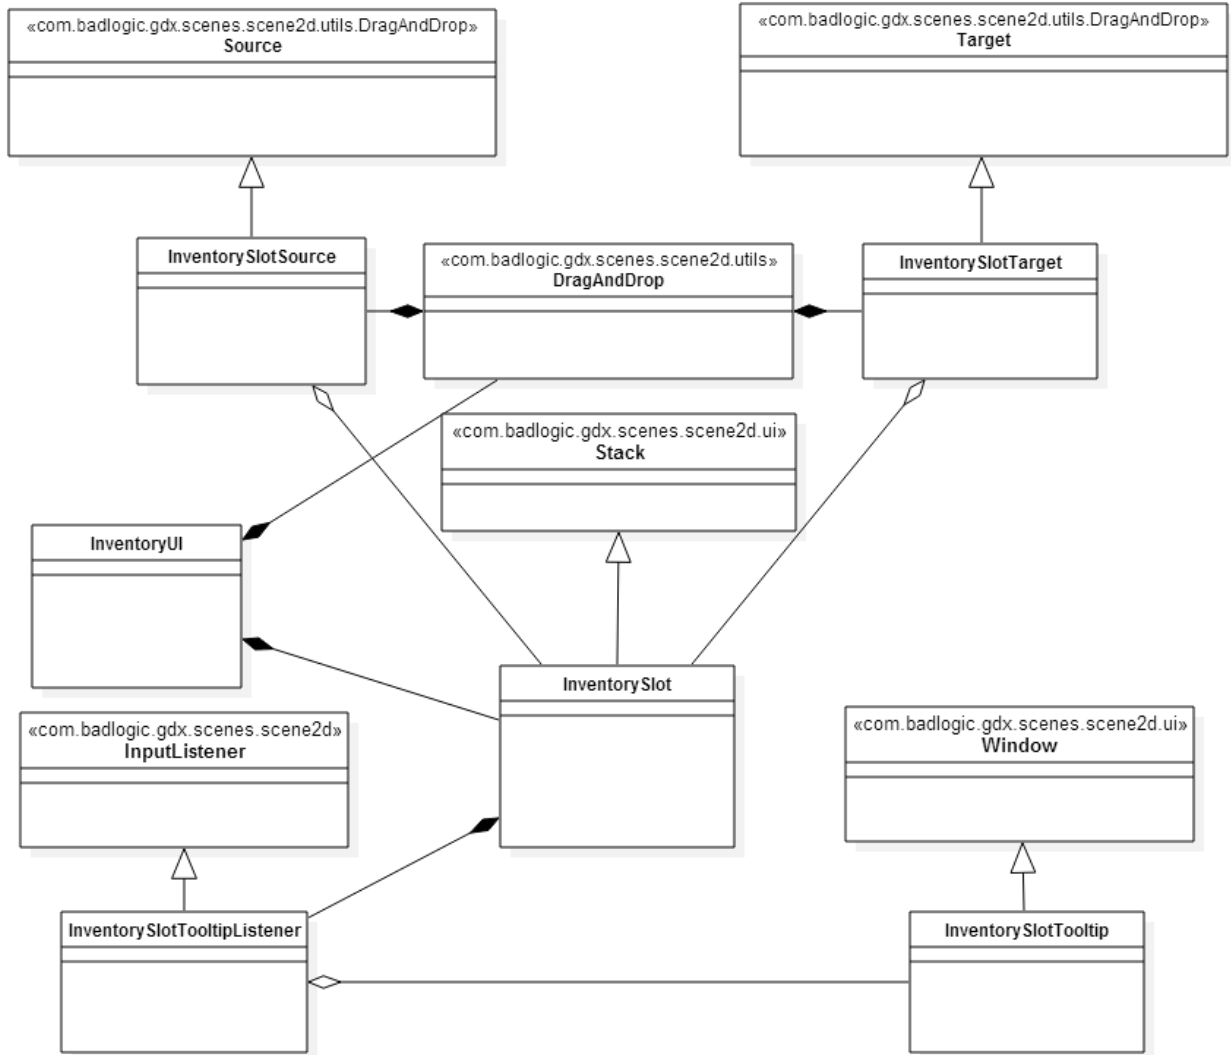 «com.badlogic.gdx.scenes.scene2d.utils.DragAndDrop»
Source
«com.badlogic.gdx.scenes.scene2d.utils.DragAndDrop»
Target
InventorySlotSource
«com.badlogic.gdx.scenes.scene2d.utils»
DragAndDrop
InventorySlotTarget
«com.badlogic.gdx.scenes.scene2d.ui»
Stack
InventoryUI
InventorySlot
«com.badlogic.gdx.scenes.scene2d»
InputListener
«com.badlogic.gdx.scenes.scene2d.ui»
Window
InventorySlotTooltipListener
InventorySlotTooltip